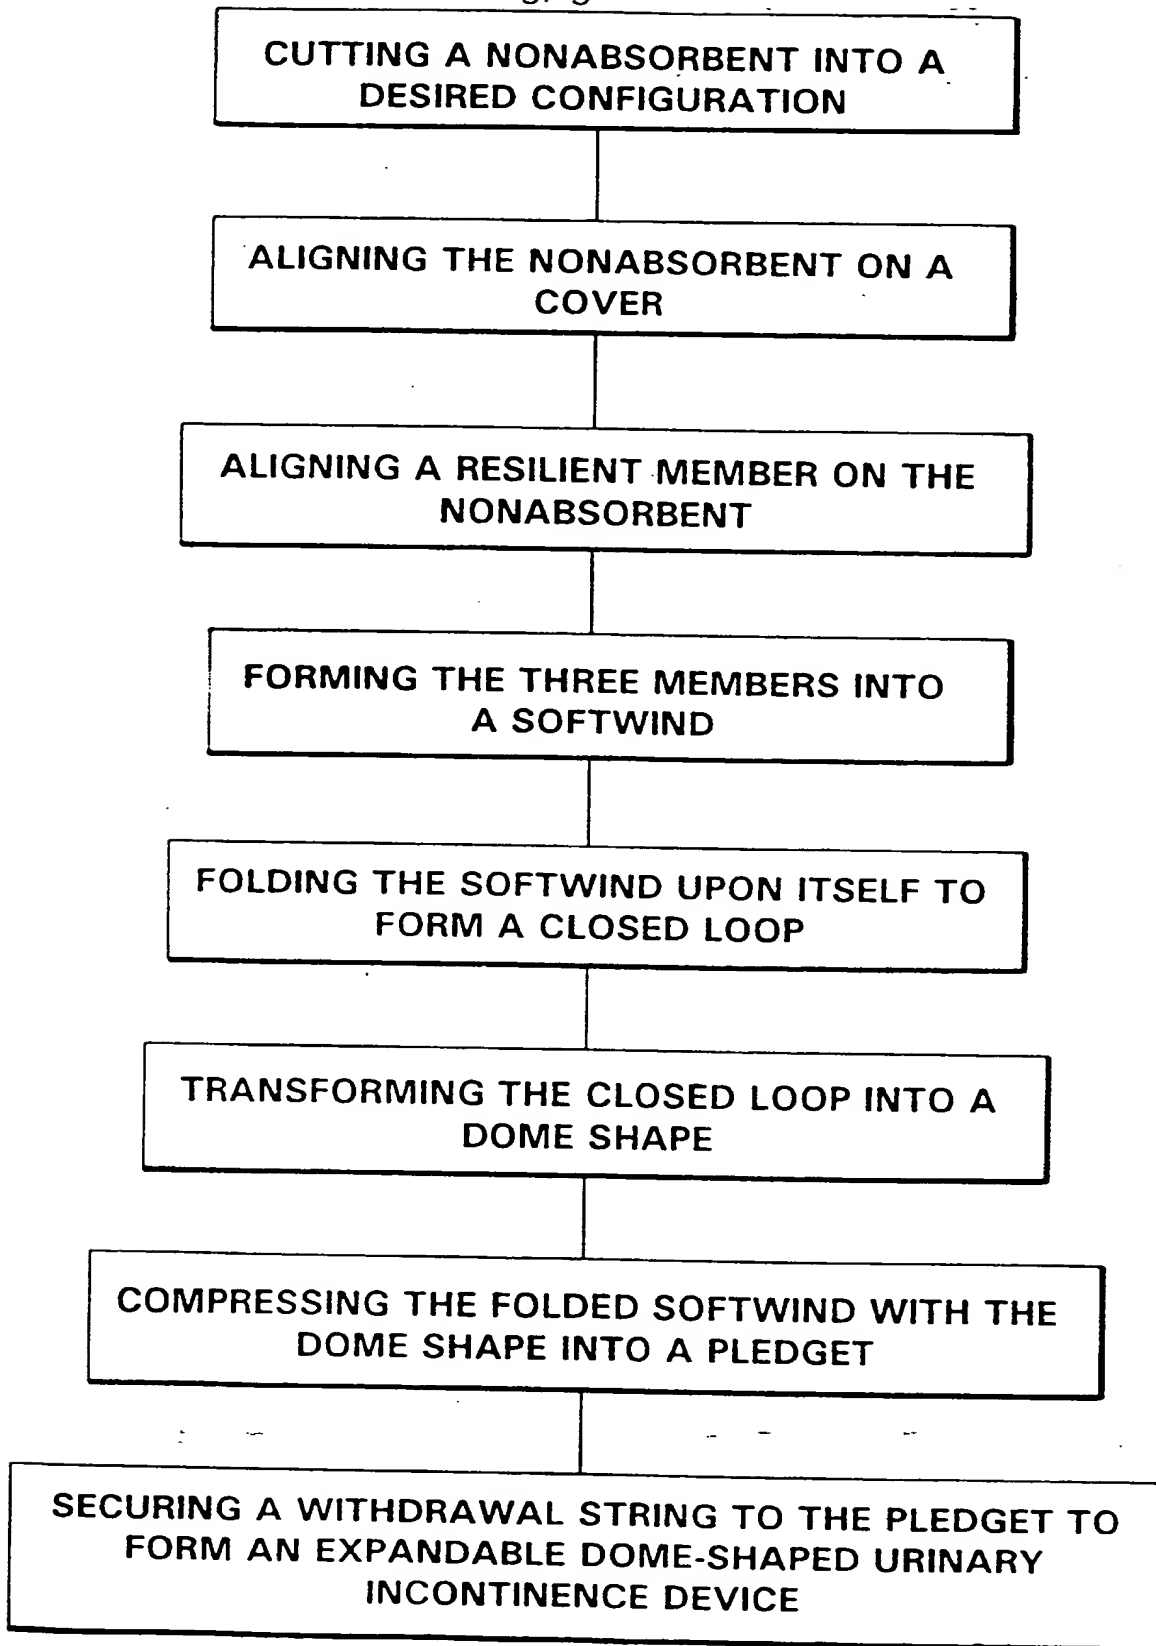 CUTTING A NONABSORBENT INTO A
DESIRED CONFIGURATION
ALIGNING THE NONABSORBENT ON A
COVER
ALIGNING A RESILIENT MEMBER ON THE
NONABSORBENT
FORMING THE THREE MEMBERS INTO
A SOFTWIND
FOLDING THE SOFTWIND UPON ITSELF TO
FORM A CLOSED LOOP
TRANSFORMING THE CLOSED LOOP INTO A
DOME SHAPE
COMPRESSING THE FOLDED SOFTWIND WITH THE
DOME SHAPE INTO A PLEDGET
SECURING A WITHDRAWAL STRING TO THE PLEDGET TO
FORM AN EXPANDABLE DOME-SHAPED URINARY
INCONTINENCE DEVICE